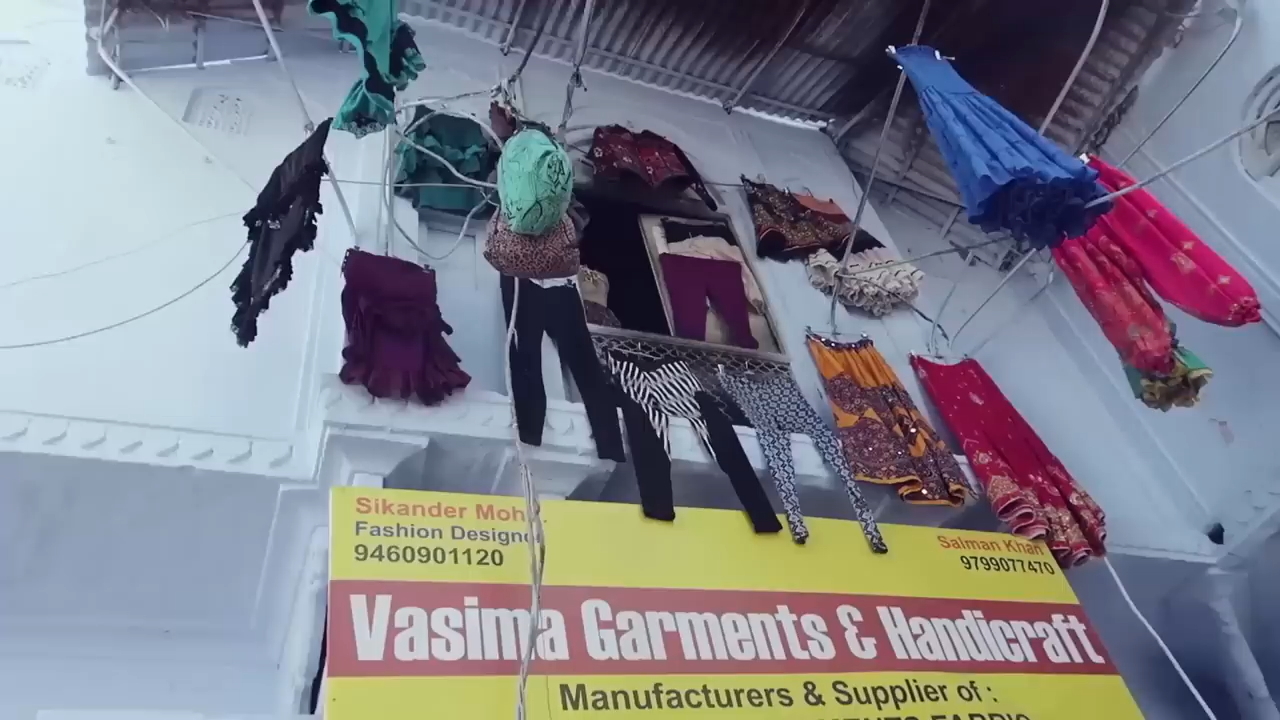 Sikander Moh
Fashion Designe
9460901120
Salman Khan
9799077470
Vasima Garments & Handicraft
Manufacturers & Supplier of :